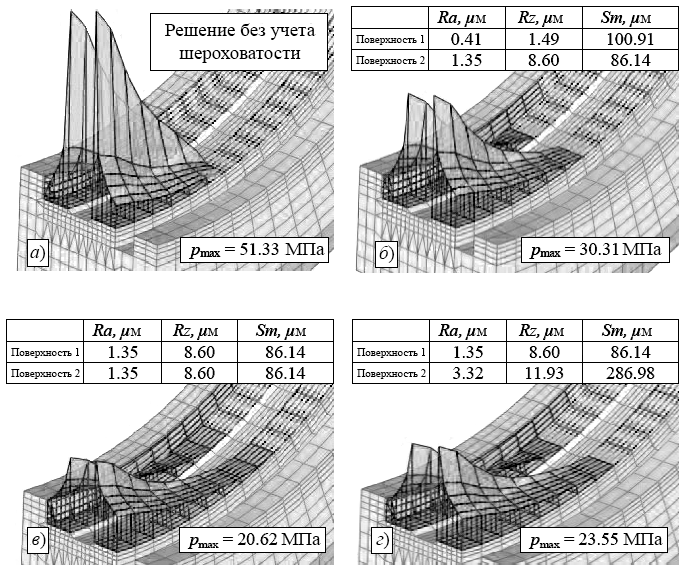 Решение без учета
шероховатости
а)
pmax = 51.33 МПа
Ra, μм Rz, μм Sm, μм
Поверхность 1 0.41 1.49 100.91
Поверхность 2 1.35 8.60 86.14
б)
pmax = 30.31 МПа
Ra, μм Rz, μм Sm, μм
Поверхность 1 1.35 8.60 86.14
Поверхность 2 1.35 8.60 86.14
в)
pmax = 20.62 МПа
Ra, μм Rz, μм Sm, μм
Поверхность 1 1.35 8.60 86.14
Поверхность 2 3.32 11.93 286.98
г)
pmax = 23.55 МПа